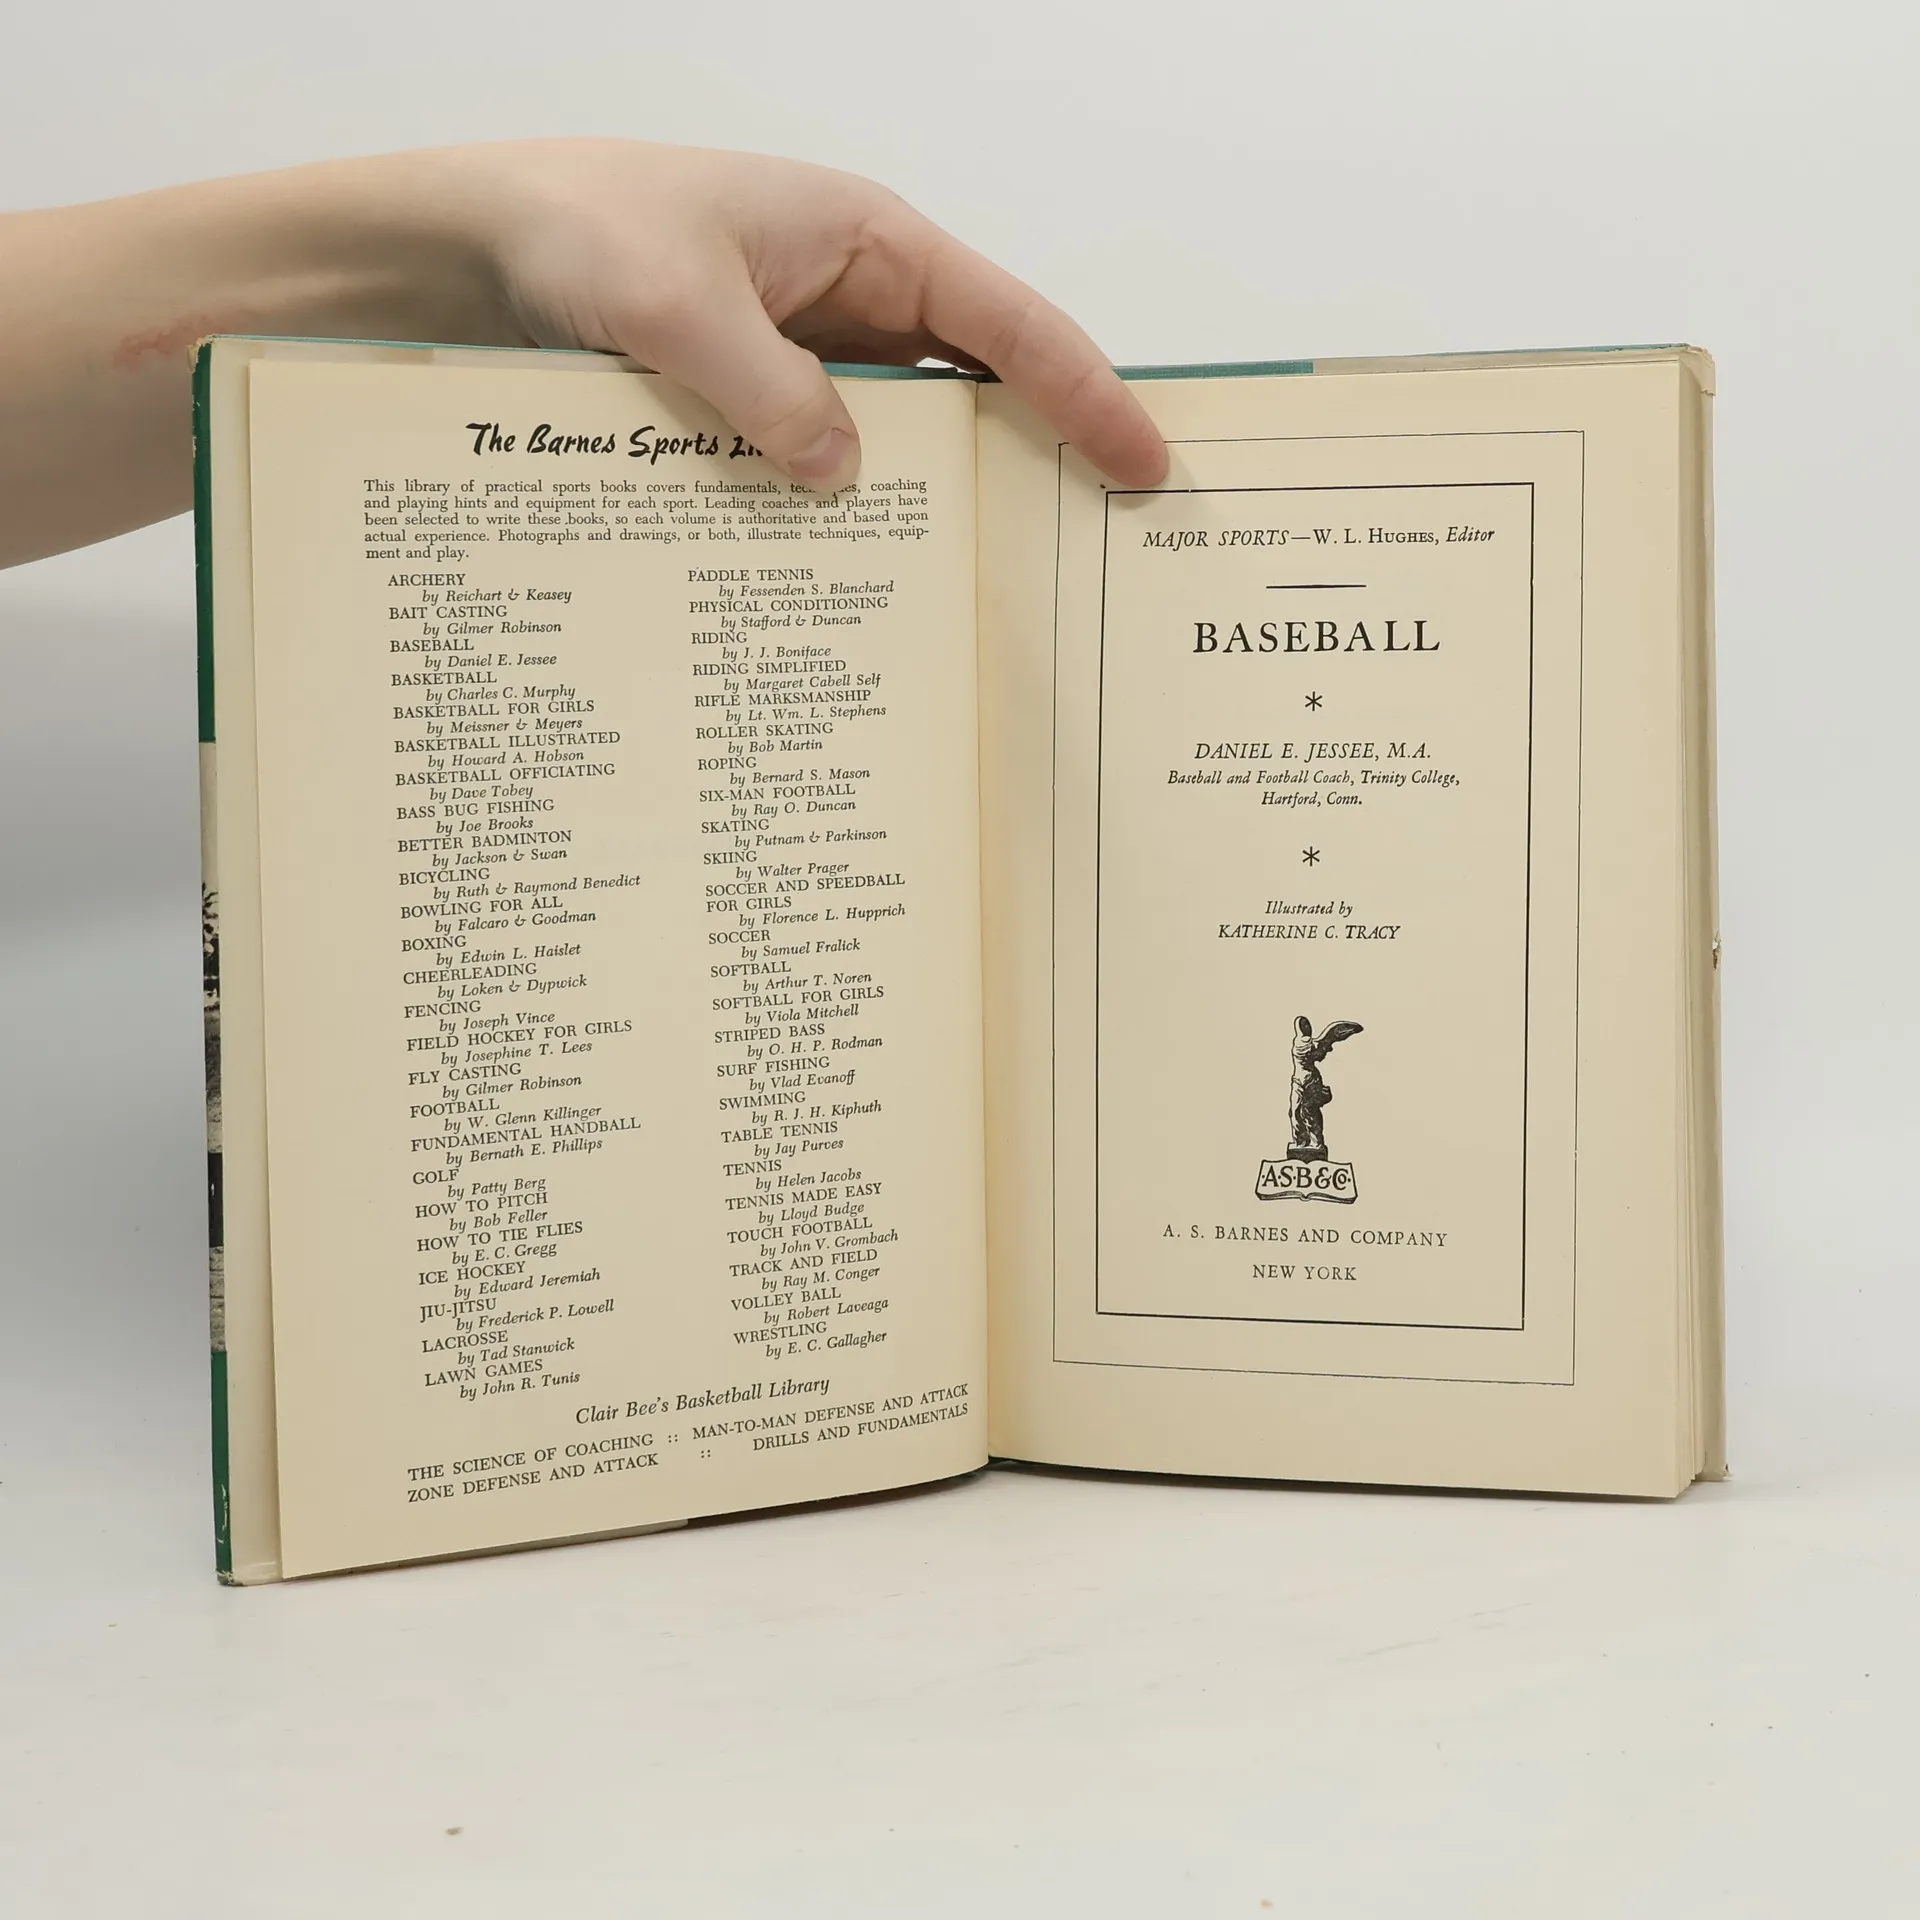 The Barnes Sports
This library of practical sports books covers fundamentals, coaching
and playing hints and equipment for each sport. Leading coaches and players have
been selected to write these books, so each volume is authoritative and based upon
actual experience. Photographs and drawings, or both, illustrate techniques, equip-
ment and play.
ARCHERY
by Reichart & Keasey
BAIT CASTING
by Gilmer Robinson
BASEBALL
by Daniel E. Jessee
BASKETBALL
by Charles C. Murphy
BASKETBALL FOR GIRLS
by Meissner & Meyers
BASKETBALL ILLUSTRATED
by Howard A. Hobson
BASKETBALL OFFICIATING
by Dave Tobey
BASS BUG FISHING
by Joe Brooks
BETTER BADMINTON
by Jackson & Swan
BICYCLING
by Ruth & Raymond Benedict
BOWLING FOR ALL
by Falcaro & Goodman
BOXING
by Edwin L. Haislet
CHEERLEADING
by Loken & Dypwick
FENCING
by Joseph Vince
FIELD HOCKEY FOR GIRLS
by Josephine T. Lees
FLY CASTING
by Gilmer Robinson
FOOTBALL
by W. Glenn Killinger
FUNDAMENTAL HANDBALL
by Bernath E. Phillips
GOLF
by Patty Berg
HOW TO PITCH
by Bob Feller
HOW TO TIE FLIES
by E. C. Gregg
ICE HOCKEY
by Edward Jeremiah
JIU-JITSU
by Frederick P. Lowell
LACROSSE
by Tad Stanwick
LAWN GAMES
by John R. Tunis
PADDLE TENNIS
by Fessenden S. Blanchard
PHYSICAL CONDITIONING
by Stafford & Duncan
RIDING
by J. J. Boniface
RIDING SIMPLIFIED
by Margaret Cabell Self
RIFLE MARKSMANSHIP
by Lt. Wm. L. Stephens
ROLLER SKATING
by Bob Martin
ROPING
by Bernard S. Mason
SIX-MAN FOOTBALL
by Ray O. Duncan
SKATING
by Putnam & Parkinson
SKIING
by Walter Prager
SOCCER AND SPEEDBALL
FOR GIRLS
by Florence L. Hupprich
SOCCER
by Samuel Fralick
SOFTBALL
by Arthur T. Noren
SOFTBALL FOR GIRLS
by Viola Mitchell
STRIPED BASS
by O. H. P. Rodman
SURF FISHING
by Vlad Evanoff
SWIMMING
by R. J. H. Kiphuth
TABLE TENNIS
by Jay Purves
TENNIS
by Helen Jacobs
TENNIS MADE EASY
by Lloyd Budge
TOUCH FOOTBALL
by John V. Grombach
TRACK AND FIELD
by Ray M. Conger
VOLLEY BALL
by Robert Laveaga
WRESTLING
by E. C. Gallagher
Clair Bee's Basketball Library
THE SCIENCE OF COACHING :: MAN-TO-MAN DEFENSE AND ATTACK
ZONE DEFENSE AND ATTACK :: DRILLS AND FUNDAMENTALS
MAJOR SPORTS—W. L. HUGHES, Editor
BASEBALL
*
DANIEL E. JESSEE, M.A.
Baseball and Football Coach, Trinity College,
Hartford, Conn.
*
Illustrated by
KATHERINE C. TRACY
·A·S·B·&Co·
A. S. BARNES AND COMPANY
NEW YORK